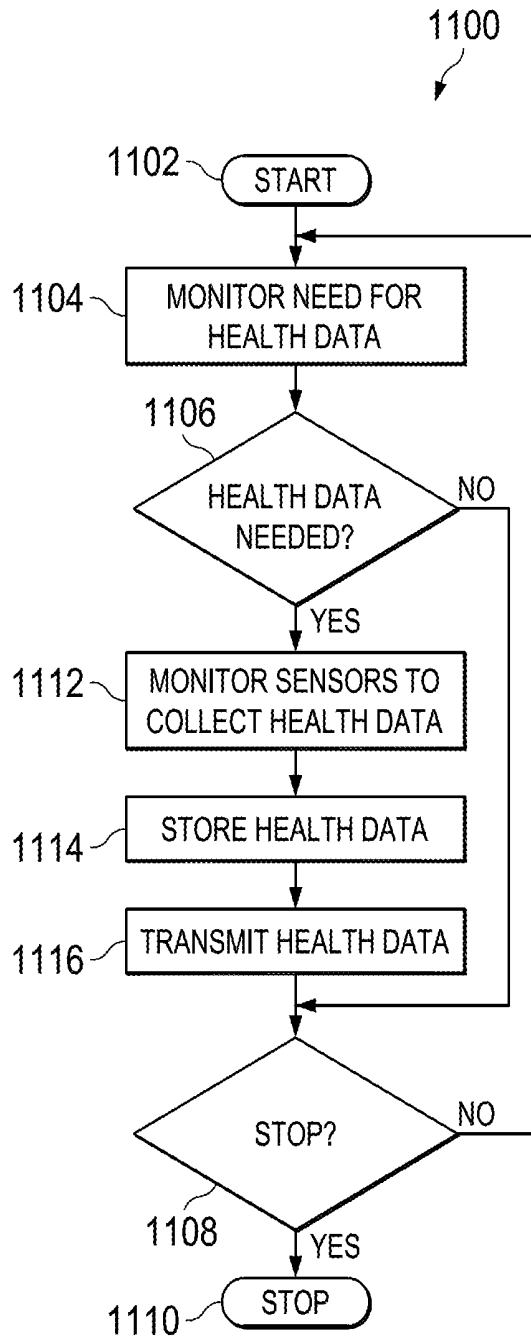 1100
1102
START
1104
MONITOR NEED FOR
HEALTH DATA
1106
HEALTH DATA
NEEDED?
NO
YES
1112
MONITOR SENSORS TO
COLLECT HEALTH DATA
1114
STORE HEALTH DATA
1116
TRANSMIT HEALTH DATA
STOP?
NO
1108
YES
1110
STOP